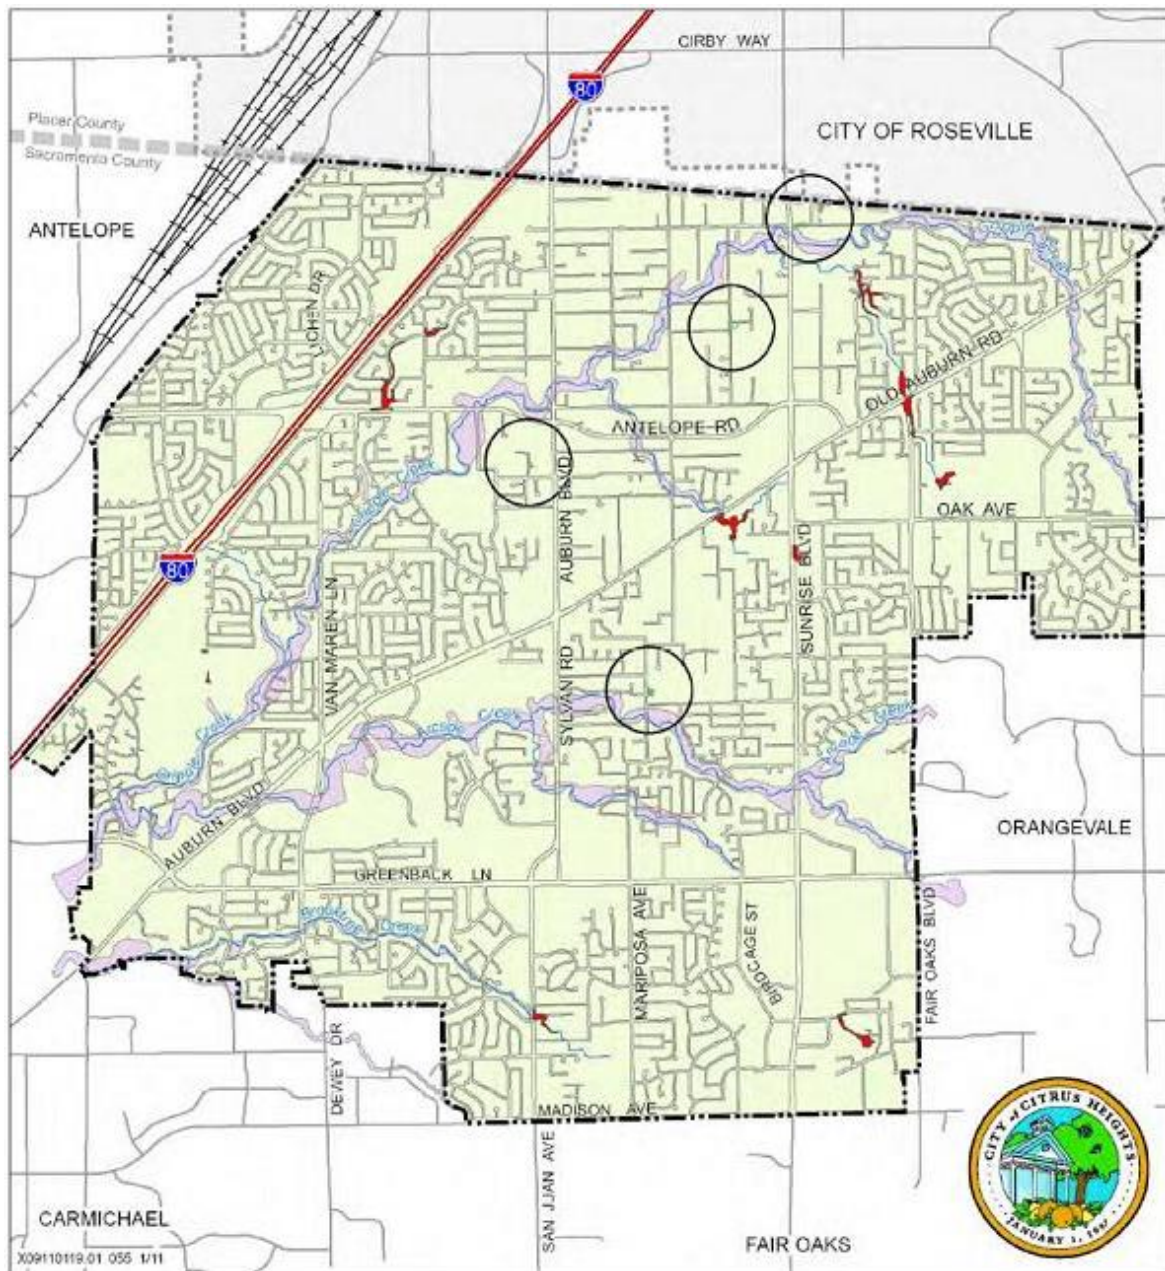 CIRBY WAY
80
CITY OF ROSEVILLE
Placer County
Sacramento County
ANTELOPE
LICHEN DR
OLD AUBURN RD
ANTELOPE RD
AUBURN BLVD
OAK AVE
80
SUNRISE BLVD
VAN MAREN LN
SYLVAN RD
Creek
Creek
AUBURN BLVD
ORANGEVALE
GREENBACK LN
MARIPOSA AVE
BIRDCAGE ST
FAIR OAKS BLVD
DEWEY DR
MADISON AVE
SAN JUAN AVE
CITY of CITRUS HEIGHTS
CARMICHAEL
FAIR OAKS
X09110119.01 055 1/11